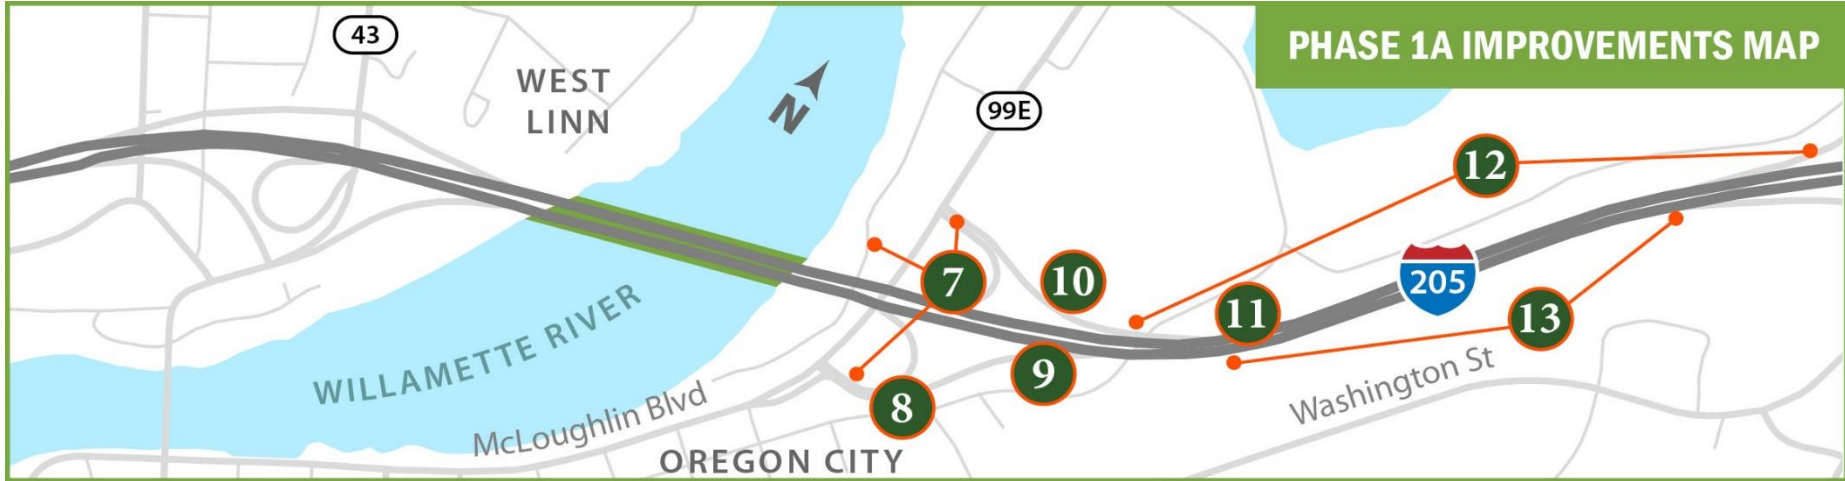 PHASE 1A IMPROVEMENTS MAP
43
WEST
LINN
N
99E
12
7
10
11
205
13
WILLAMETTE RIVER
9
8
Washington St
McLoughlin Blvd
OREGON CITY